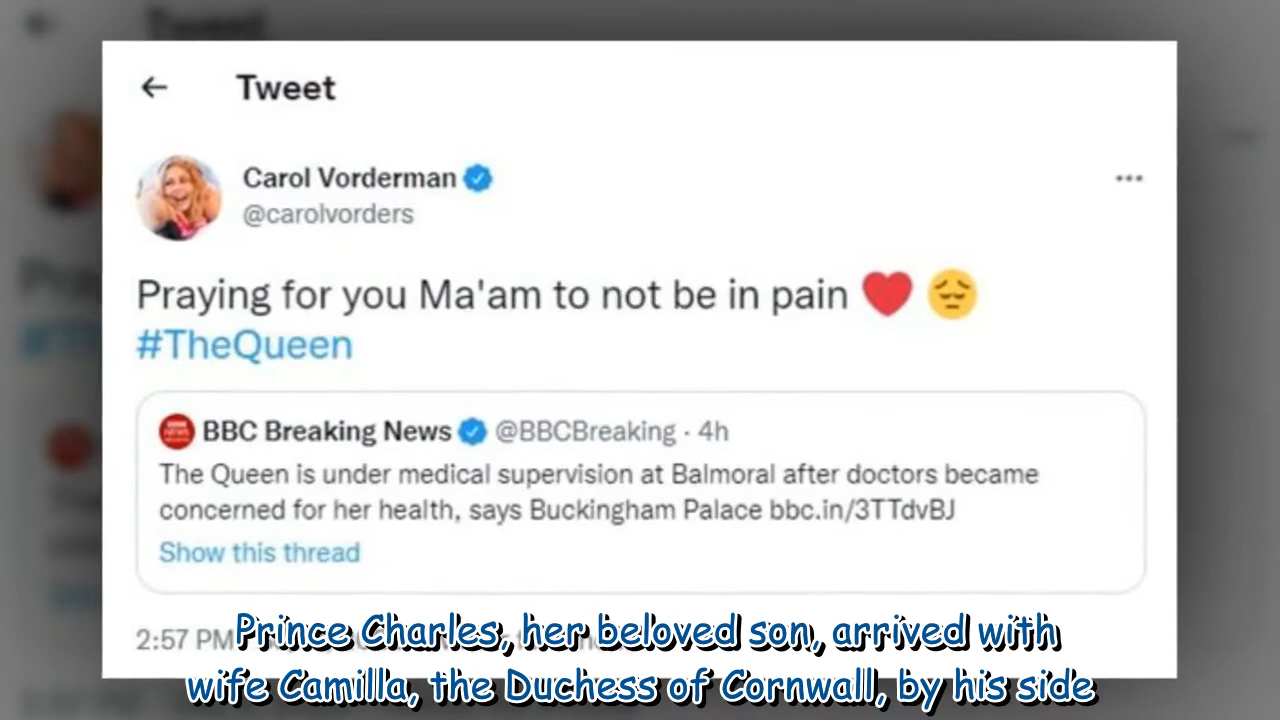 Tweet
Carol Vorderman
@carolvorders
Praying for you Ma'am to not be in pain ❤️ 😔
#TheQueen
BBC Breaking News @BBCBreaking · 4h
The Queen is under medical supervision at Balmoral after doctors became
concerned for her health, says Buckingham Palace bbc.in/3TTdvBJ
Show this thread
2:57 PM
Prince Charles, her beloved son, arrived with
wife Camilla, the Duchess of Cornwall, by his side